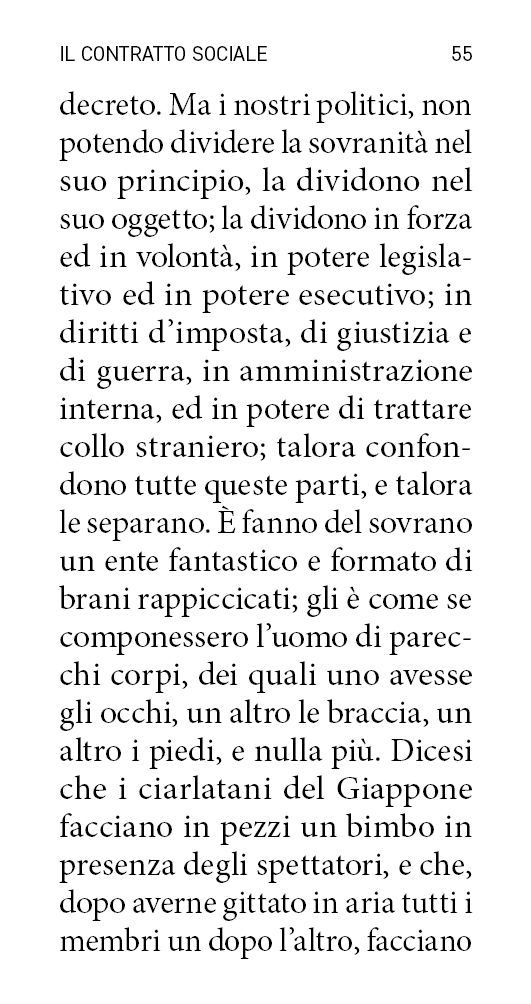 IL CONTRATTO SOCIALE 55
decreto. Ma i nostri politici, non
potendo dividere la sovranità nel
suo principio, la dividono nel
suo oggetto; la dividono in forza
ed in volontà, in potere legisla-
tivo ed in potere esecutivo; in
diritti d’imposta, di giustizia e
di guerra, in amministrazione
interna, ed in potere di trattare
collo straniero; talora confon-
dono tutte queste parti, e talora
le separano. È fanno del sovrano
un ente fantastico e formato di
brani rappiccicati; gli è come se
componessero l’uomo di parec-
chi corpi, dei quali uno avesse
gli occhi, un altro le braccia, un
altro i piedi, e nulla più. Dicesi
che i ciarlatani del Giappone
facciano in pezzi un bimbo in
presenza degli spettatori, e che,
dopo averne gittato in aria tutti i
membri un dopo l’altro, facciano